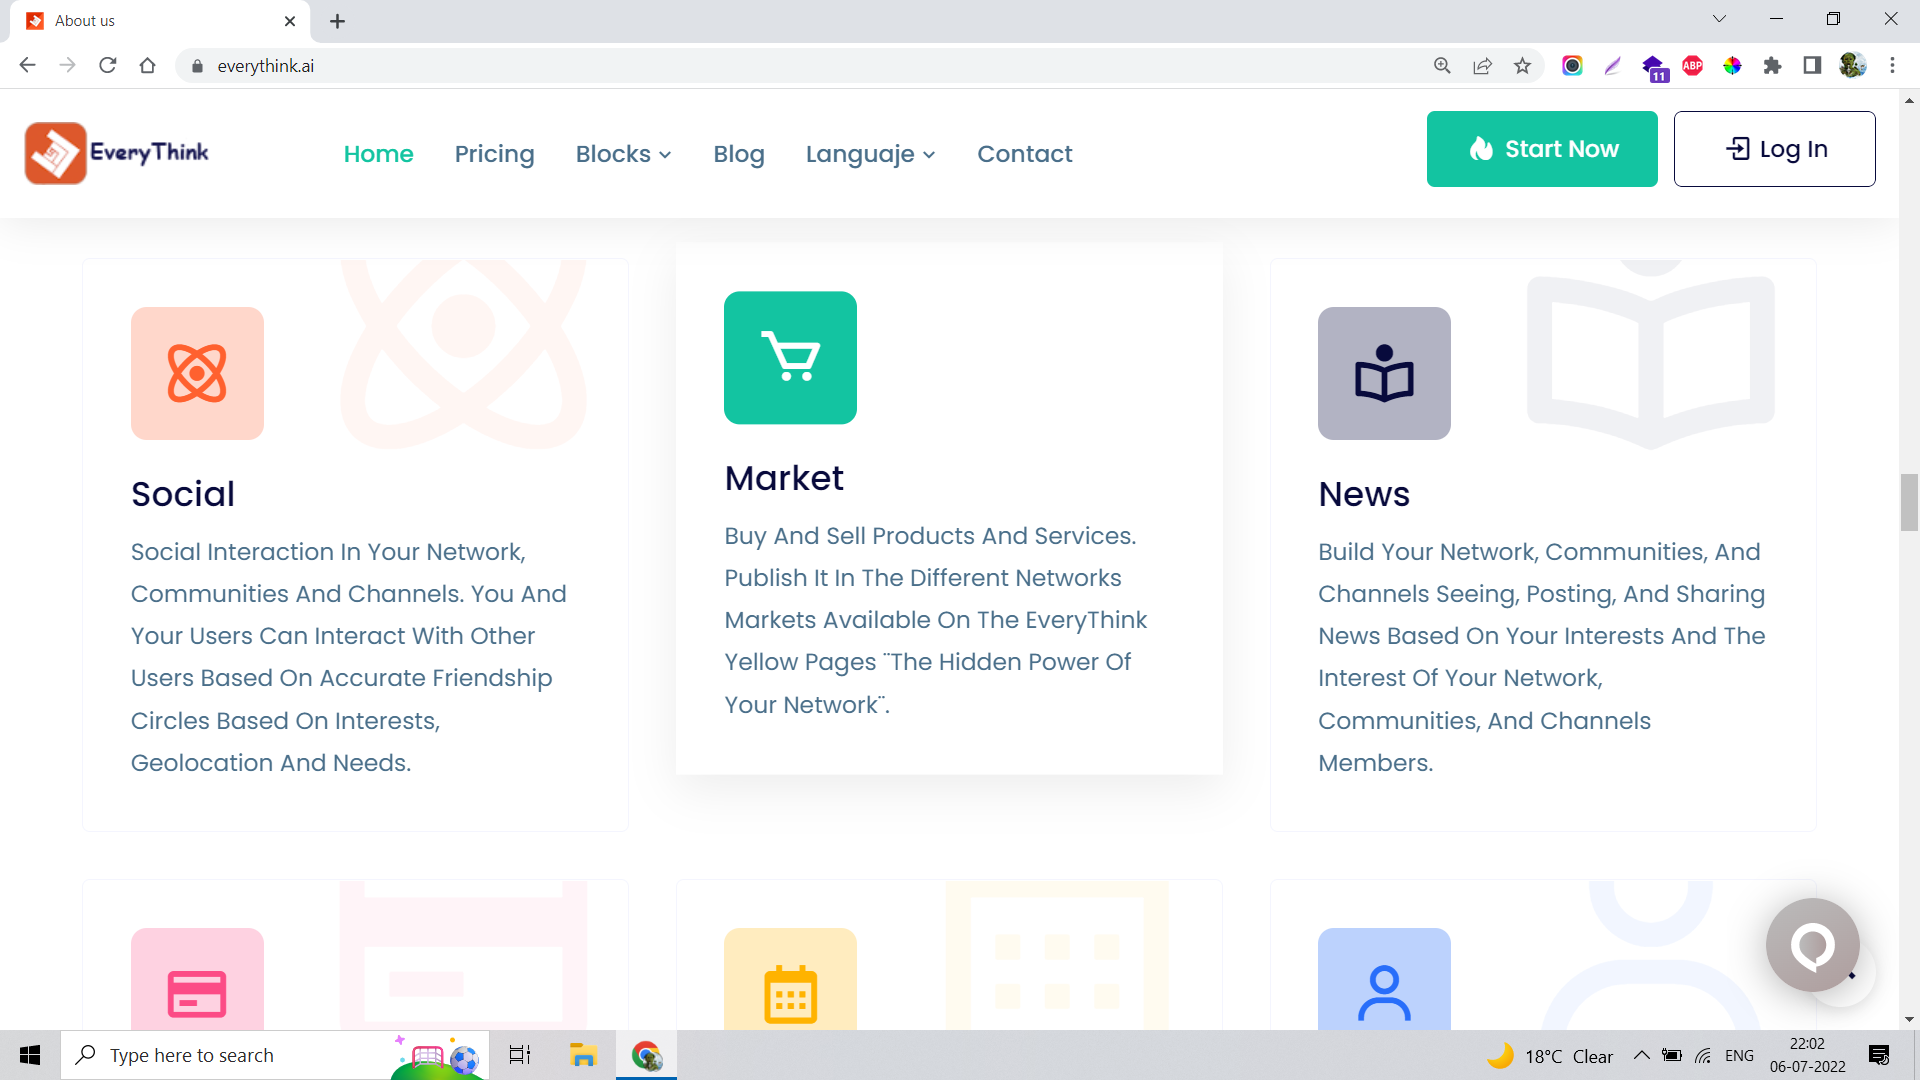 About us
everythink.ai
11
ABP
EveryThink
Home
Pricing
Blocks
Blog
Languaje
Contact
Start Now
Log In
Social
Social Interaction In Your Network,
Communities And Channels. You And
Your Users Can Interact With Other
Users Based On Accurate Friendship
Circles Based On Interests,
Geolocation And Needs.
Market
Buy And Sell Products And Services.
Publish It In The Different Networks
Markets Available On The EveryThink
Yellow Pages ¨The Hidden Power Of
Your Network¨.
News
Build Your Network, Communities, And
Channels Seeing, Posting, And Sharing
News Based On Your Interests And The
Interest Of Your Network,
Communities, And Channels
Members.
Type here to search
18°C Clear
ENG
22:02
06-07-2022